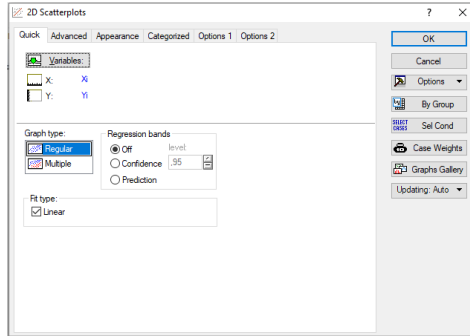 2D Scatterplots ? ×
Quick Advanced Appearance Categorized Options 1 Options 2
Variables:
X: Xi
Y: Yi
Graph type:
Regular
Multiple
Regression bands
Off level
Confidence .95
Prediction
Fit type:
Linear
OK
Cancel
Options
By Group
SELECT CASES Sel Cond
Case Weights
Graphs Gallery
Updating: Auto